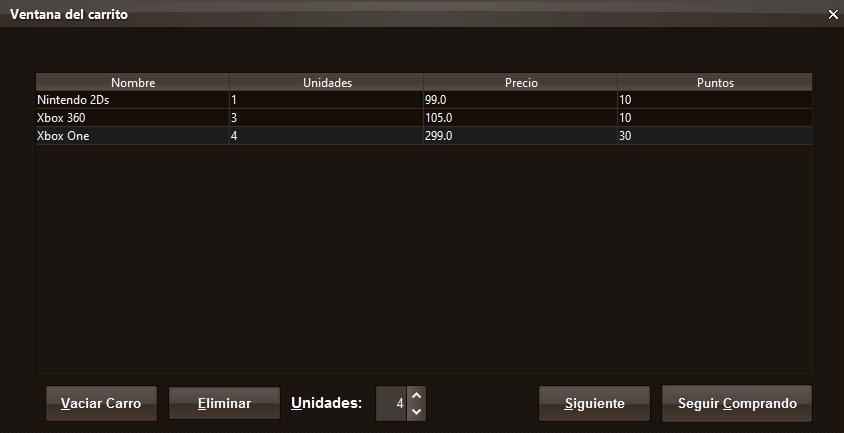 Ventana del carrito
Nombre Unidades Precio Puntos
Nintendo 2Ds 1 99.0 10
Xbox 360 3 105.0 10
Xbox One 4 299.0 30
Vaciar Carro Eliminar Unidades: 4 Siguiente Seguir Comprando